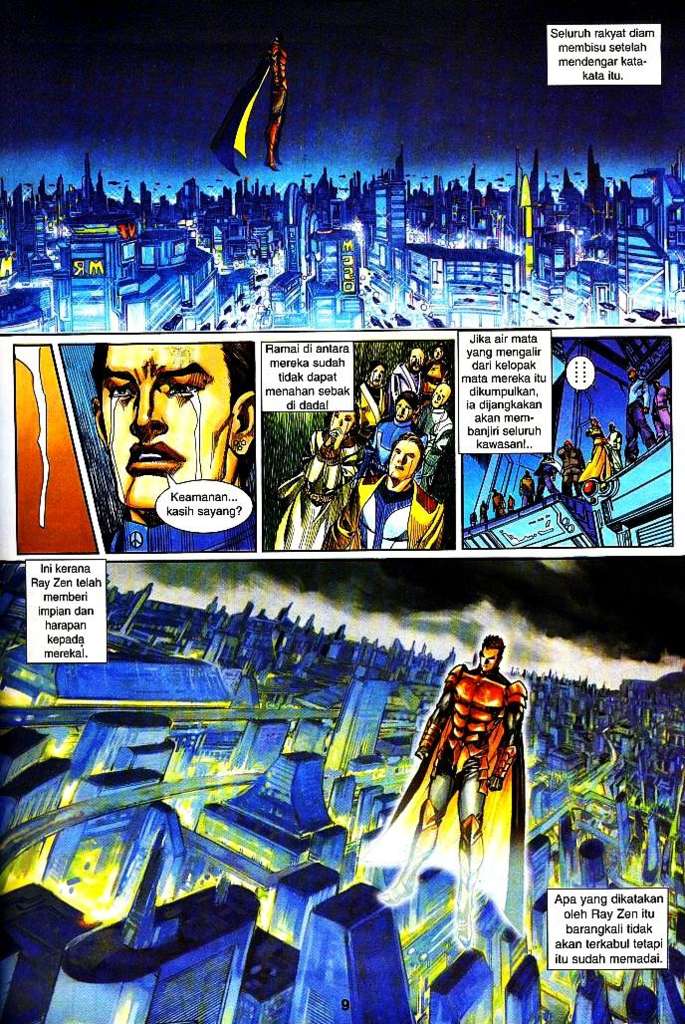 Seluruh rakyat diam
membisu setelah
mendengar kata-
kata itu.
Keamanan...
kasih sayang?
Ramai di antara
mereka sudah
tidak dapat
menahan sebak
di dada!
Jika air mata
yang mengalir
dari kelopak
mata mereka itu
dikumpulkan,
ia dijangkakan
akan mem-
banjiri seluruh
kawasan!..
Ini kerana
Ray Zen telah
memberi
impian dan
harapan
kepada
mereka!.
Apa yang dikatakan
oleh Ray Zen itu
barangkali tidak
akan terkabul tetapi
itu sudah memadai.
9